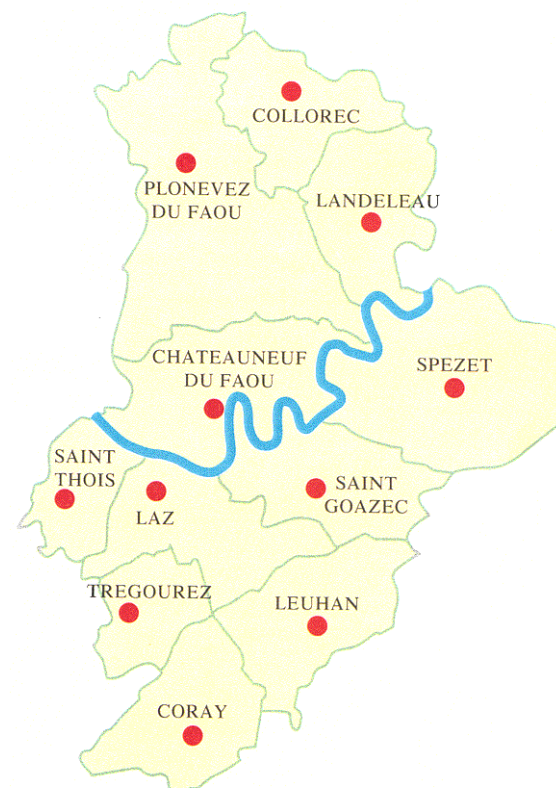 COLLOREC
PLONEVEZ
DU FAOU
LANDELEAU
CHATEAUNEUF
DU FAOU
SPEZET
SAINT
THOIS
LAZ
SAINT
GOAZEC
TREGOUREZ
LEUHAN
CORAY